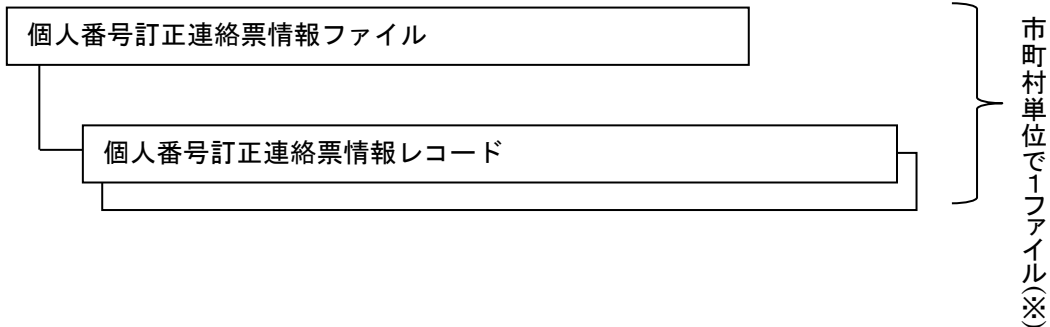 個人番号訂正連絡票情報ファイル
個人番号訂正連絡票情報レコード
市町村単位で1ファイル(※)